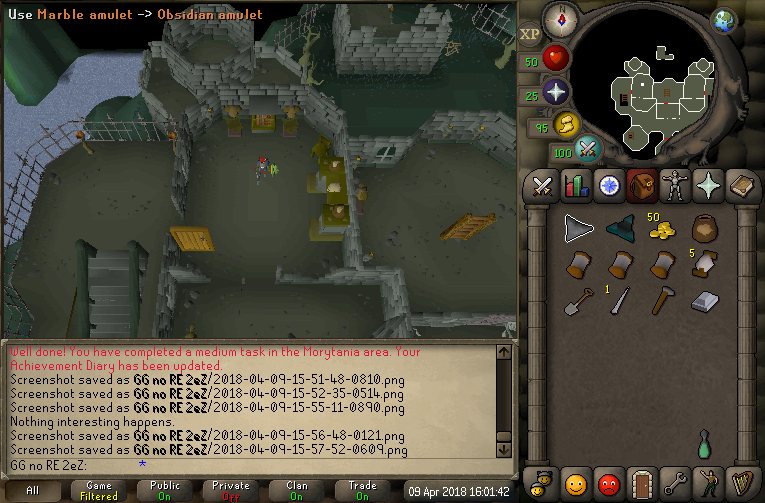 Use Marble amulet -> Obsidian amulet
XP
50
25
95
100
50
5
1
Well done! You have completed a medium task in the Morytania area. Your
Achievement Diary has been updated.
Screenshot saved as GG no RE 2eZ/2018-04-09-15-51-48-0810.png
Screenshot saved as GG no RE 2eZ/2018-04-09-15-52-35-0514.png
Screenshot saved as GG no RE 2eZ/2018-04-09-15-55-11-0890.png
Nothing interesting happens.
Screenshot saved as GG no RE 2eZ/2018-04-09-15-56-48-0121.png
Screenshot saved as GG no RE 2eZ/2018-04-09-15-57-52-0609.png
GG no RE 2eZ: *
All
Game
Filtered
Public
On
Private
Off
Clan
On
Trade
On
09 Apr 2018 16:01:42